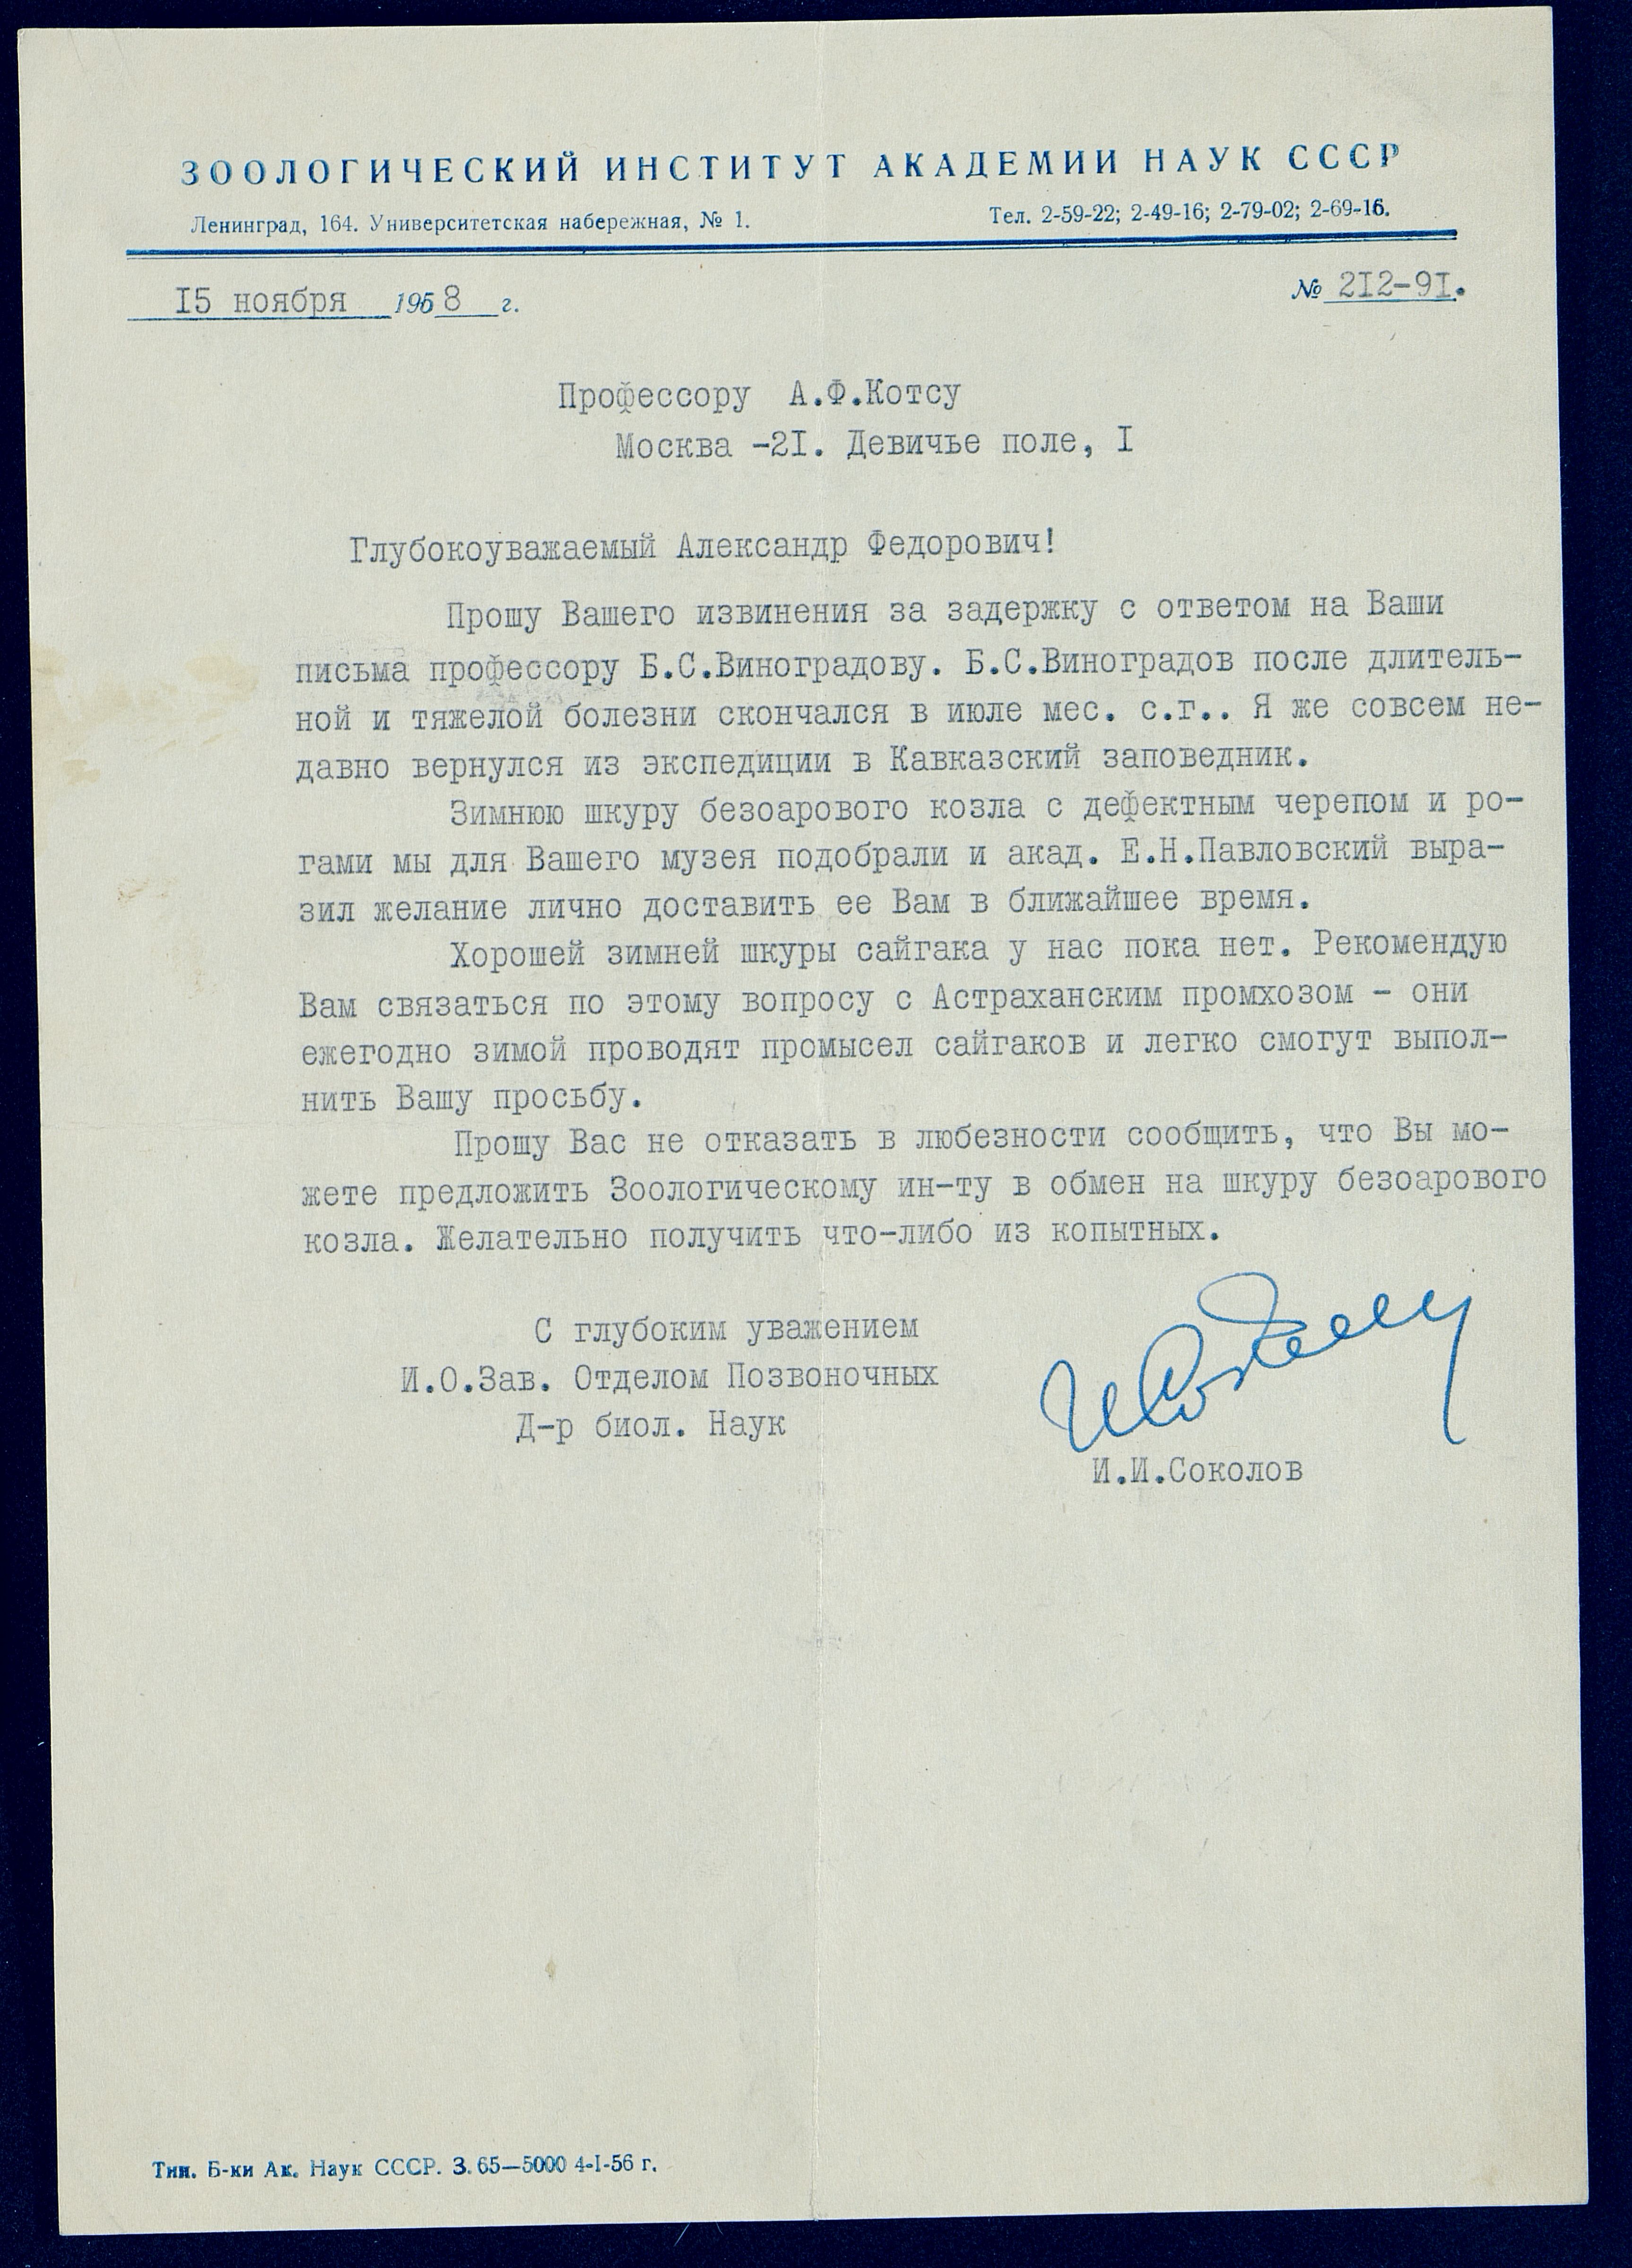 ЗООЛОГИЧЕСКИЙ ИНСТИТУТ АКАДЕМИИ НАУК СССР
Ленинград, 164. Университетская набережная, № 1.
Тел. 2-59-22; 2-49-16; 2-79-02; 2-69-16.
I5 ноября 1958 г.
№ 2I2-9I.
Профессору А.Ф.Котсу
Москва -2I. Девичье поле, I
Глубокоуважаемый Александр Федорович!
Прошу Вашего извинения за задержку с ответом на Ваши
письма профессору Б.С.Виноградову. Б.С.Виноградов после длитель-
ной и тяжелой болезни скончался в июле мес. с.г.. Я же совсем не-
давно вернулся из экспедиции в Кавказский заповедник.
Зимнюю шкуру безоарового козла с дефектным черепом и ро-
гами мы для Вашего музея подобрали и акад. Е.Н.Павловский выра-
зил желание лично доставить ее Вам в ближайшее время.
Хорошей зимней шкуры сайгака у нас пока нет. Рекомендую
Вам связаться по этому вопросу с Астраханским промхозом – они
ежегодно зимой проводят промысел сайгаков и легко смогут выпол-
нить Вашу просьбу.
Прошу Вас не отказать в любезности сообщить, что Вы мо-
жете предложить Зоологическому ин-ту в обмен на шкуру безоарового
козла. Желательно получить что-либо из копытных.
С глубоким уважением
И.О.Зав. Отделом Позвоночных
Д-р биол. Наук
И.И.Соколов
Тип. Б-ки Ак. Наук СССР. З. 65—5000 4-I-56 г.